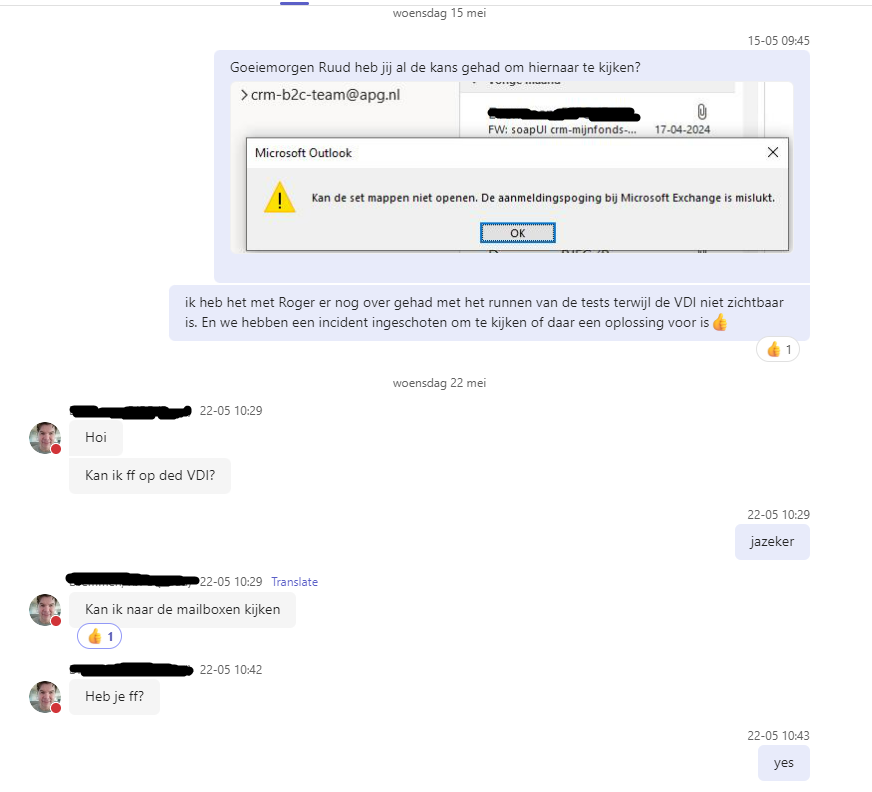 woensdag 15 mei
15-05 09:45
Goeiemorgen Ruud heb jij al de kans gehad om hiernaar te kijken?
crm-b2c-team@apg.nl
FW: soapUI crm-mijnfonds-... 17-04-2024
Microsoft Outlook
Kan de set mappen niet openen. De aanmeldingspoging bij Microsoft Exchange is mislukt.
OK
ik heb het met Roger er nog over gehad met het runnen van de tests terwijl de VDI niet zichtbaar
is. En we hebben een incident ingeschoten om te kijken of daar een oplossing voor is👍
👍 1
woensdag 22 mei
22-05 10:29
Hoi
Kan ik ff op ded VDI?
22-05 10:29
jazeker
22-05 10:29 Translate
Kan ik naar de mailboxen kijken
👍 1
22-05 10:42
Heb je ff?
22-05 10:43
yes